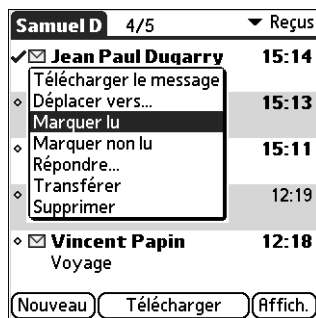 Samuel D 4/5 Reçus
Jean Paul Dugarry 15:14
Télécharger le message
Déplacer vers... 15:13
Marquer lu
Marquer non lu 15:11
Répondre...
Transférer 12:19
Supprimer
Vincent Papin 12:18
Voyage
Nouveau Télécharger Affich.